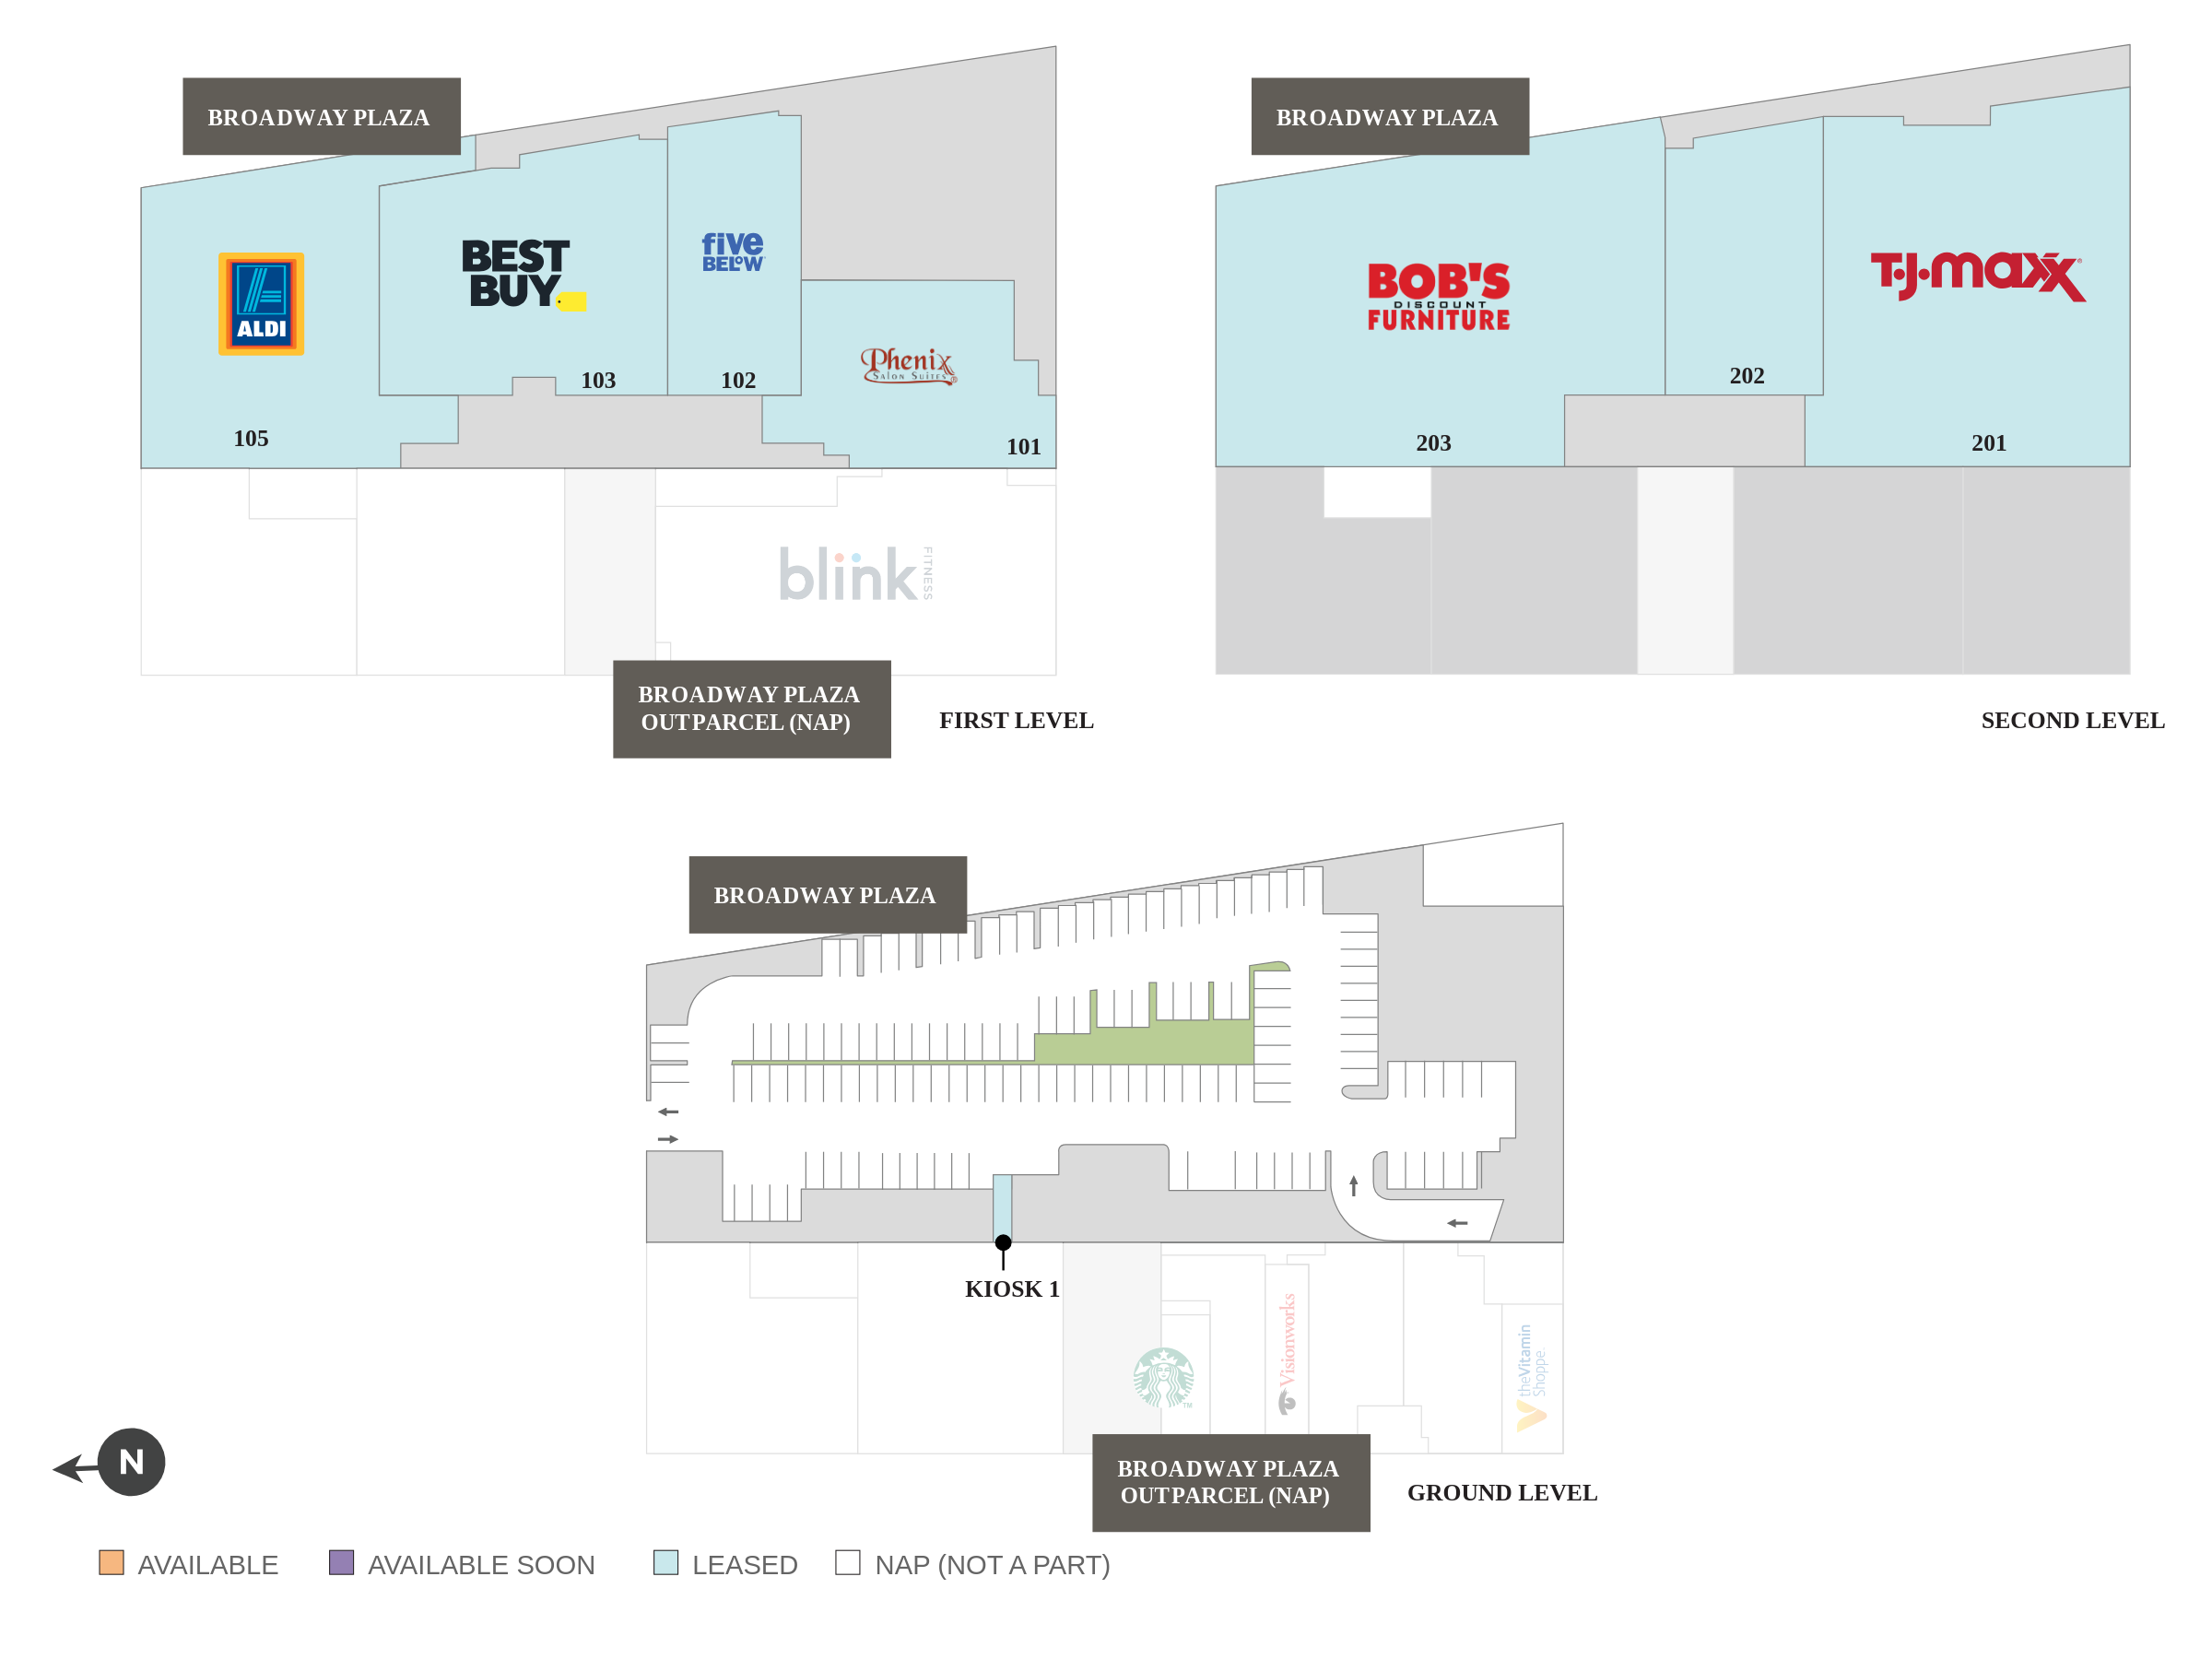 BROADWAY PLAZA
ALDI
105
BEST
BUY
103
five
BELOW
102
Phenix
SALON SUITES®
101
blink
FITNESS
BROADWAY PLAZA
OUTPARCEL (NAP)
FIRST LEVEL
BROADWAY PLAZA
BOB'S
DISCOUNT
FURNITURE
203
202
T·J·maxx®
201
SECOND LEVEL
BROADWAY PLAZA
KIOSK 1
TM
Visionworks
theVitamin
Shoppe.
BROADWAY PLAZA
OUTPARCEL (NAP)
GROUND LEVEL
N
AVAILABLE
AVAILABLE SOON
LEASED
NAP (NOT A PART)